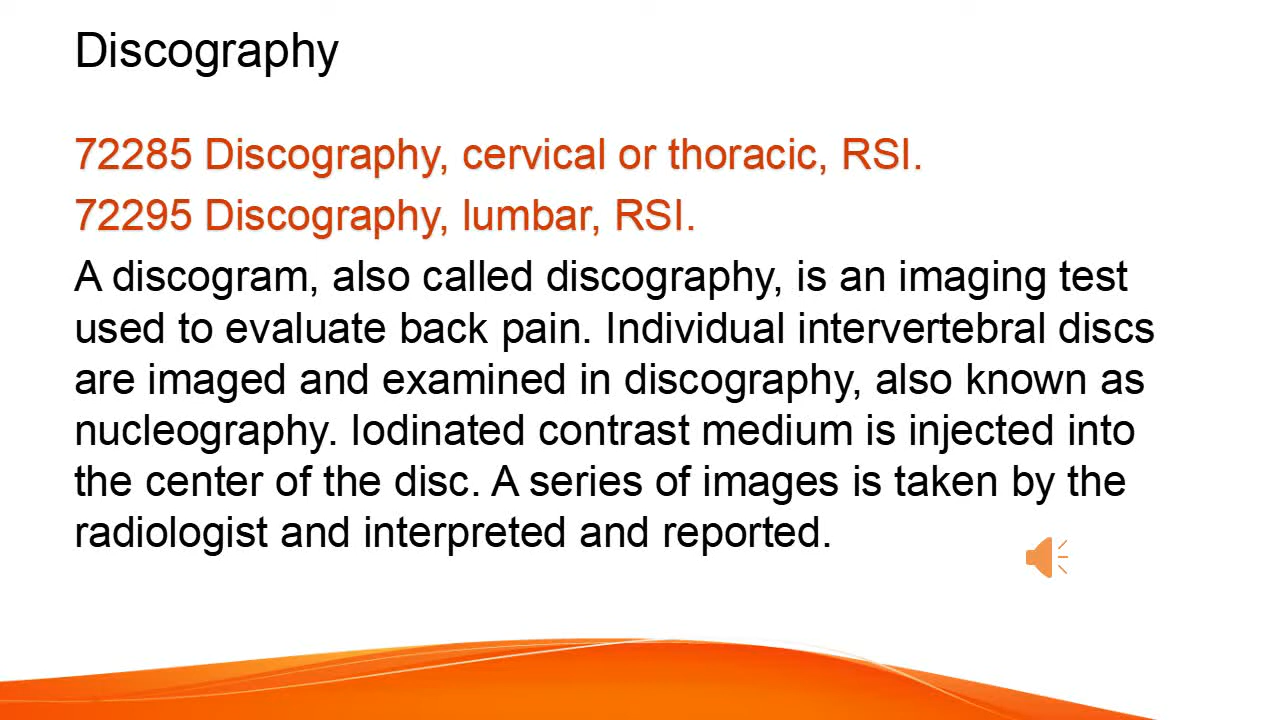 Discography
72285 Discography, cervical or thoracic, RSI.
72295 Discography, lumbar, RSI.
A discogram, also called discography, is an imaging test
used to evaluate back pain. Individual intervertebral discs
are imaged and examined in discography, also known as
nucleography. Iodinated contrast medium is injected into
the center of the disc. A series of images is taken by the
radiologist and interpreted and reported.